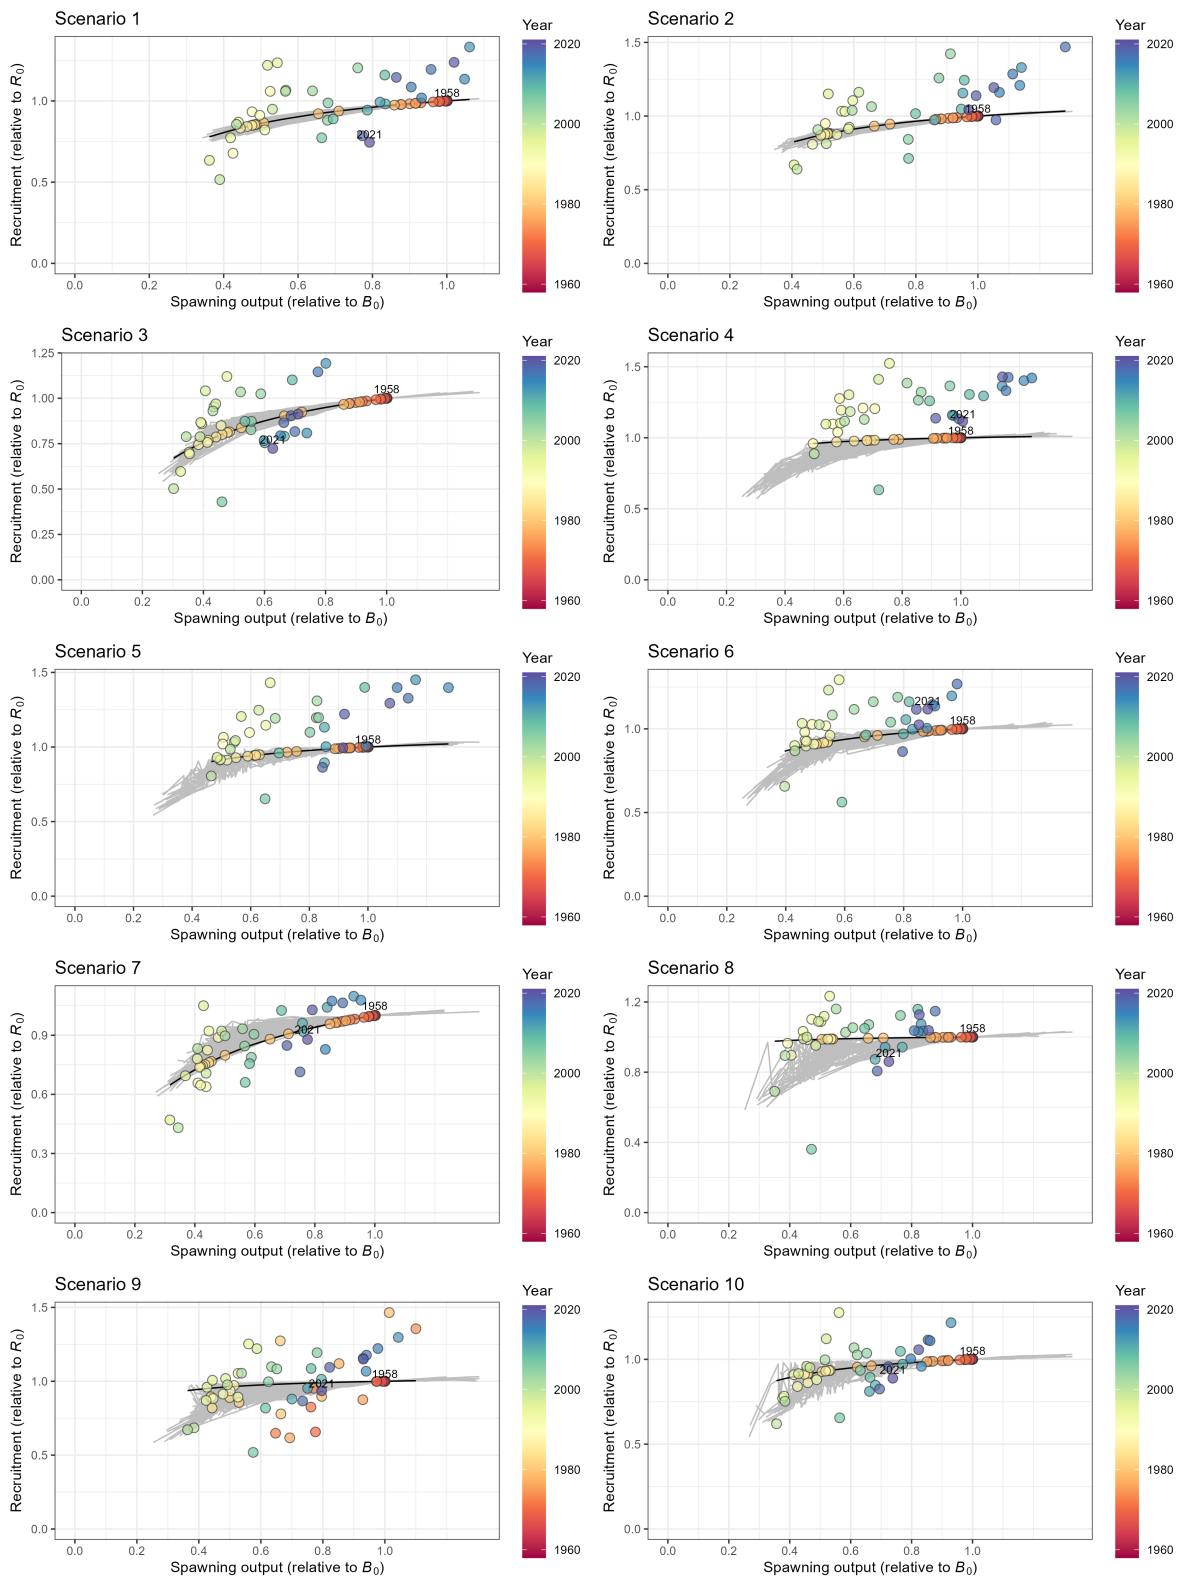 Scenario 1
Recruitment (relative to R0)
1.0
0.5
0.0
1958
2021
0.0 0.2 0.4 0.6 0.8 1.0
Spawning output (relative to B0)
Year
2020
2000
1980
1960
Scenario 2
Recruitment (relative to R0)
1.5
1.0
0.5
0.0
1958
0.0 0.2 0.4 0.6 0.8 1.0
Spawning output (relative to B0)
Year
2020
2000
1980
1960
Scenario 3
Recruitment (relative to R0)
1.25
1.00
0.75
0.50
0.25
0.00
1958
2021
0.0 0.2 0.4 0.6 0.8 1.0
Spawning output (relative to B0)
Year
2020
2000
1980
1960
Scenario 4
Recruitment (relative to R0)
1.5
1.0
0.5
0.0
2021
1958
0.0 0.2 0.4 0.6 0.8 1.0
Spawning output (relative to B0)
Year
2020
2000
1980
1960
Scenario 5
Recruitment (relative to R0)
1.5
1.0
0.5
0.0
1958
0.0 0.2 0.4 0.6 0.8 1.0
Spawning output (relative to B0)
Year
2020
2000
1980
1960
Scenario 6
Recruitment (relative to R0)
1.0
0.5
0.0
2021
1958
0.0 0.2 0.4 0.6 0.8 1.0
Spawning output (relative to B0)
Year
2020
2000
1980
1960
Scenario 7
Recruitment (relative to R0)
0.9
0.6
0.3
0.0
1958
2021
0.0 0.2 0.4 0.6 0.8 1.0
Spawning output (relative to B0)
Year
2020
2000
1980
1960
Scenario 8
Recruitment (relative to R0)
1.2
0.8
0.4
0.0
1958
2021
0.0 0.2 0.4 0.6 0.8 1.0
Spawning output (relative to B0)
Year
2020
2000
1980
1960
Scenario 9
Recruitment (relative to R0)
1.5
1.0
0.5
0.0
1958
2021
0.0 0.2 0.4 0.6 0.8 1.0
Spawning output (relative to B0)
Year
2020
2000
1980
1960
Scenario 10
Recruitment (relative to R0)
1.0
0.5
0.0
1958
2021
0.0 0.2 0.4 0.6 0.8 1.0
Spawning output (relative to B0)
Year
2020
2000
1980
1960